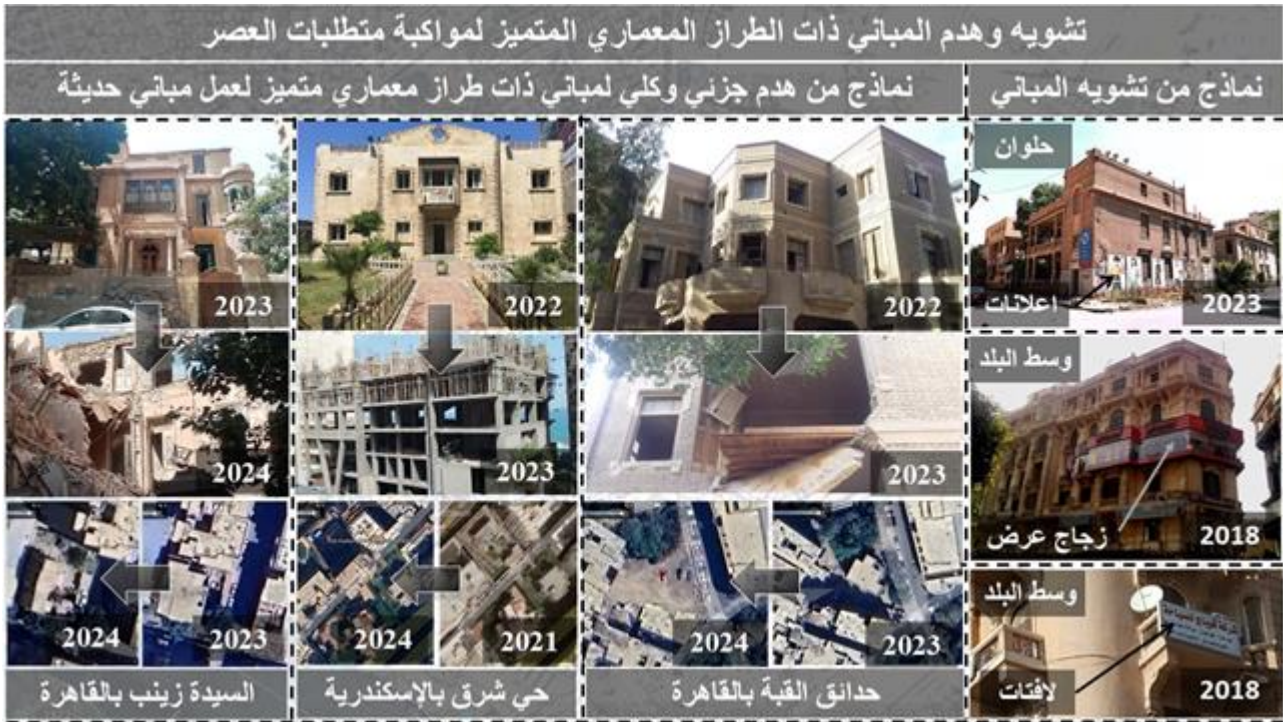 تشويه وهدم المباني ذات الطراز المعماري المتميز لمواكبة متطلبات العصر
نماذج من تشويه المباني
نماذج من هدم جزئي وكلي لمباني ذات طراز معماري متميز لعمل مباني حديثة
حلوان
اعلانات
2023
وسط البلد
زجاج عرض
2018
وسط البلد
لافتات
2018
2022
2023
2023
2024
حدائق القبة بالقاهرة
2022
2023
2021
2024
حي شرق بالإسكندرية
2023
2024
2023
2024
السيدة زينب بالقاهرة